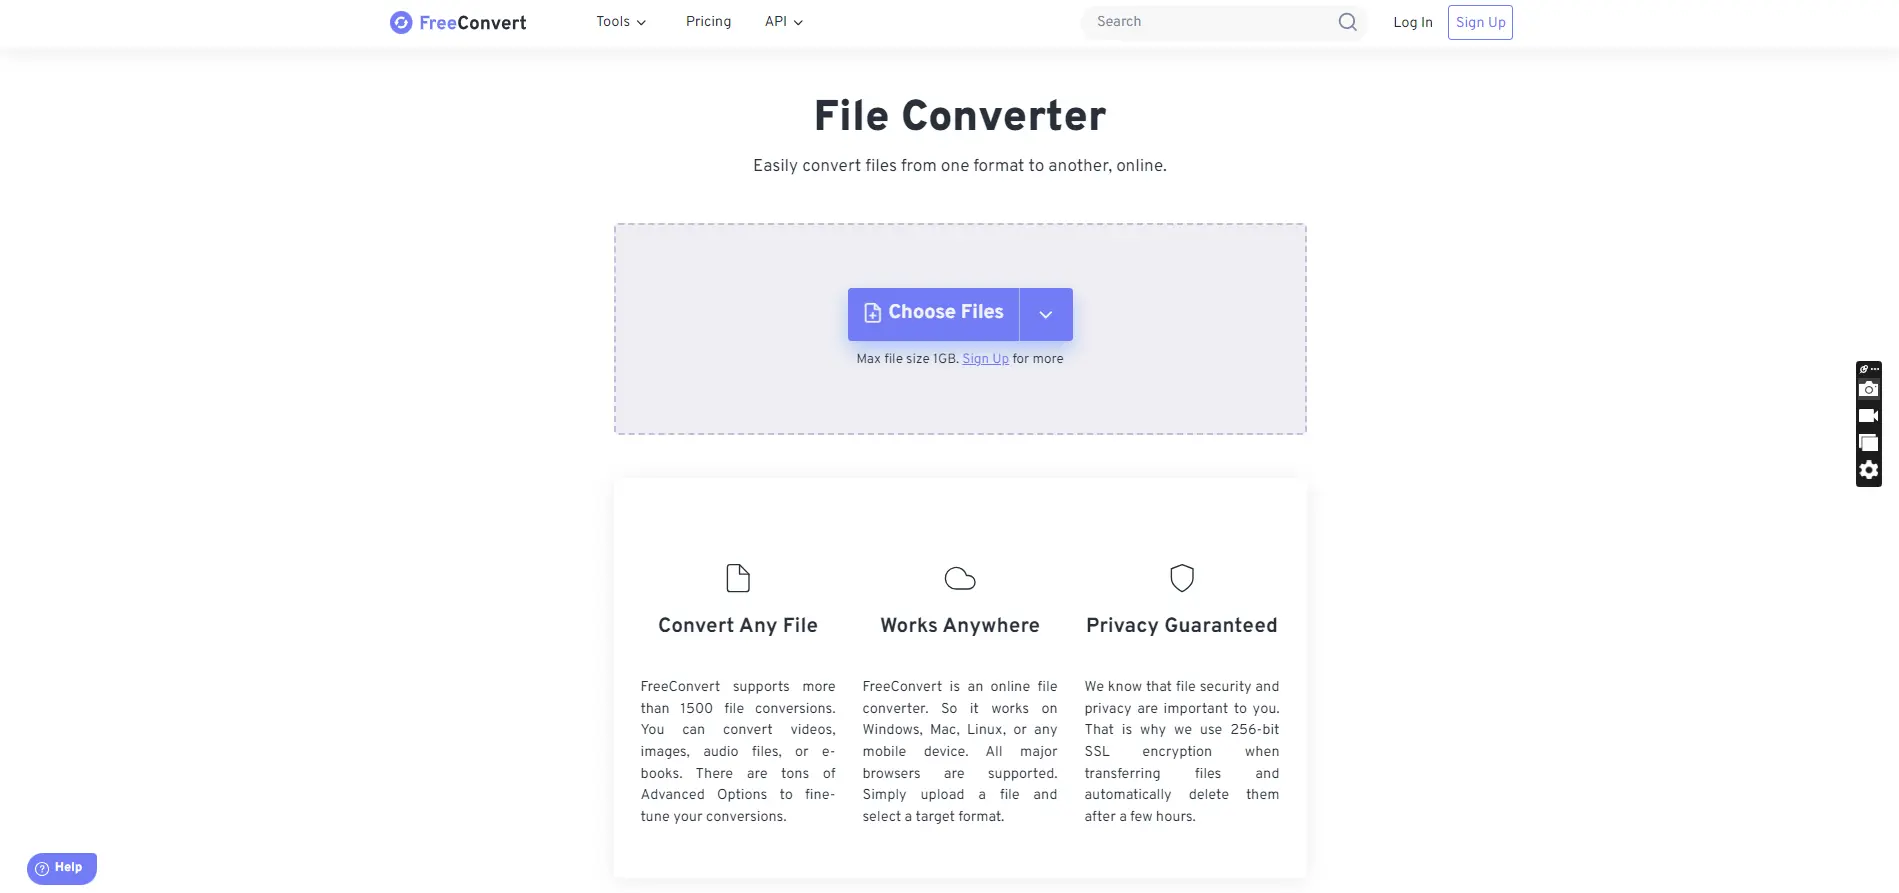 FreeConvert
Tools
Pricing
API
Search
Log In
Sign Up
File Converter
Easily convert files from one format to another, online.
Choose Files
Max file size 1GB. Sign Up for more
Convert Any File
FreeConvert supports more
than 1500 file conversions.
You can convert videos,
images, audio files, or e-
books. There are tons of
Advanced Options to fine-
tune your conversions.
Works Anywhere
FreeConvert is an online file
converter. So it works on
Windows, Mac, Linux, or any
mobile device. All major
browsers are supported.
Simply upload a file and
select a target format.
Privacy Guaranteed
We know that file security and
privacy are important to you.
That is why we use 256-bit
SSL encryption when
transferring files and
automatically delete them
after a few hours.
Help